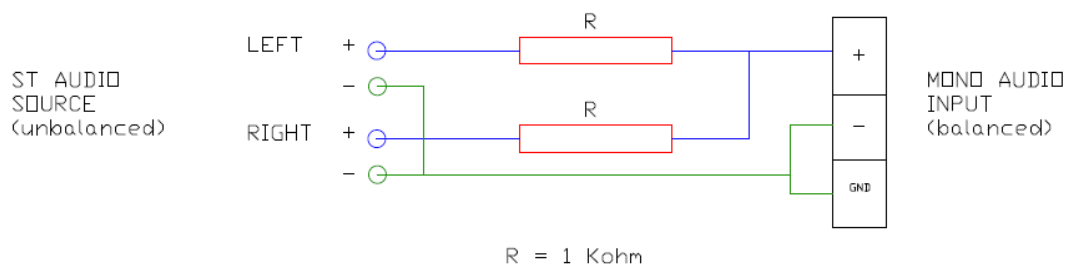 R
LEFT + +
ST AUDIO
SOURCE
(unbalanced)
-
MONO AUDIO
INPUT
(balanced)
R
RIGHT + -
-
GND
R = 1 Kohm